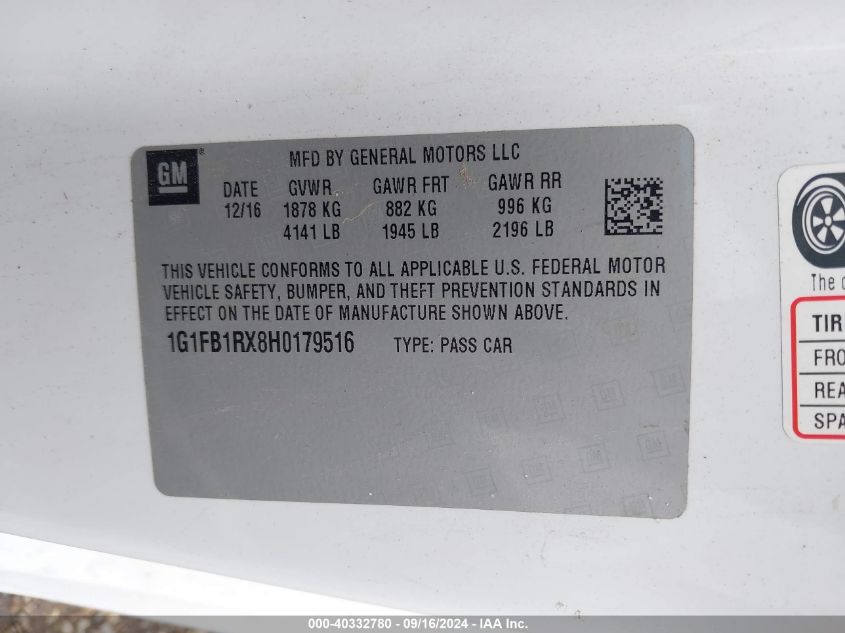 GM ®
MFD BY GENERAL MOTORS LLC
DATE GVWR GAWR FRT GAWR RR
12/16 1878 KG 882 KG 996 KG
4141 LB 1945 LB 2196 LB
THIS VEHICLE CONFORMS TO ALL APPLICABLE U.S. FEDERAL MOTOR
VEHICLE SAFETY, BUMPER, AND THEFT PREVENTION STANDARDS IN
EFFECT ON THE DATE OF MANUFACTURE SHOWN ABOVE.
1G1FB1RX8H0179516 TYPE: PASS CAR
The
TIR
FRO
REA
SPA
000-40332780 - 09/16/2024 - IAA Inc.